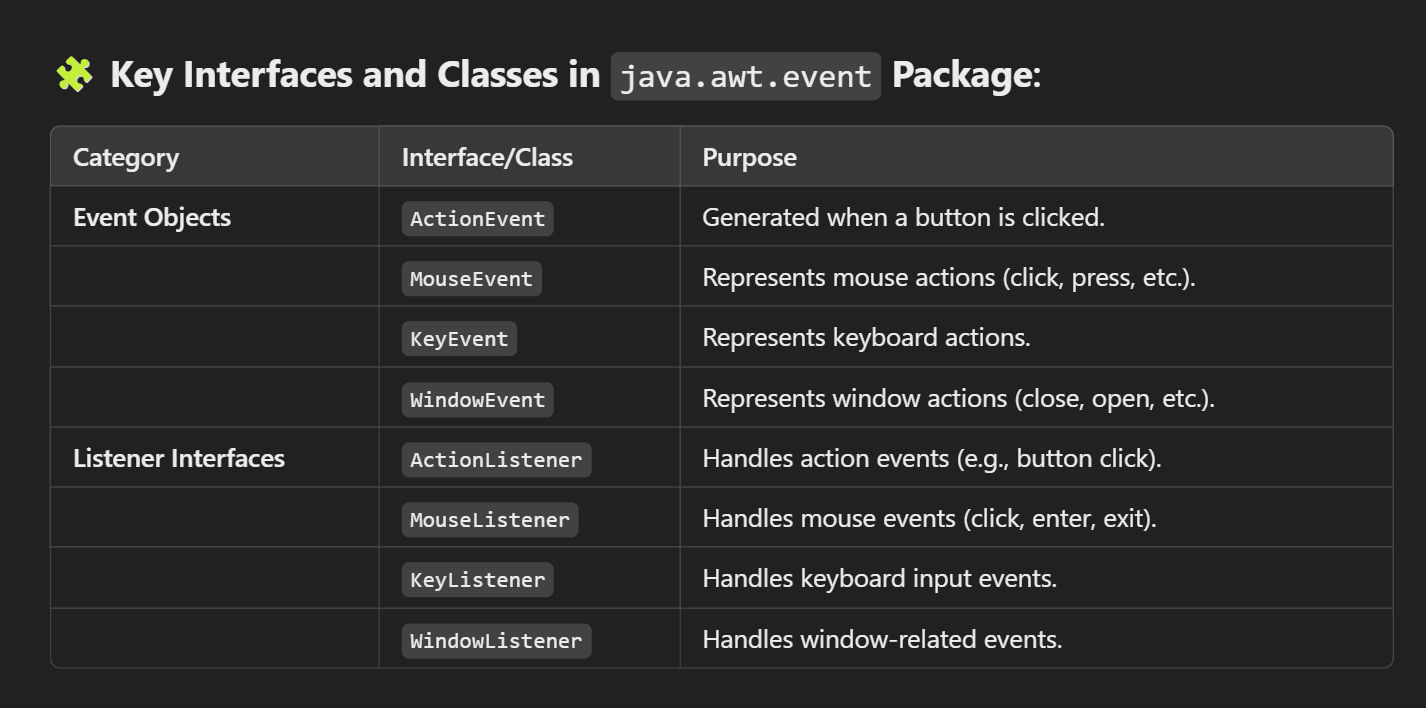 Key Interfaces and Classes in java.awt.event Package:
Category Interface/Class Purpose
Event Objects ActionEvent Generated when a button is clicked.
MouseEvent Represents mouse actions (click, press, etc.).
KeyEvent Represents keyboard actions.
WindowEvent Represents window actions (close, open, etc.).
Listener Interfaces ActionListener Handles action events (e.g., button click).
MouseListener Handles mouse events (click, enter, exit).
KeyListener Handles keyboard input events.
WindowListener Handles window-related events.